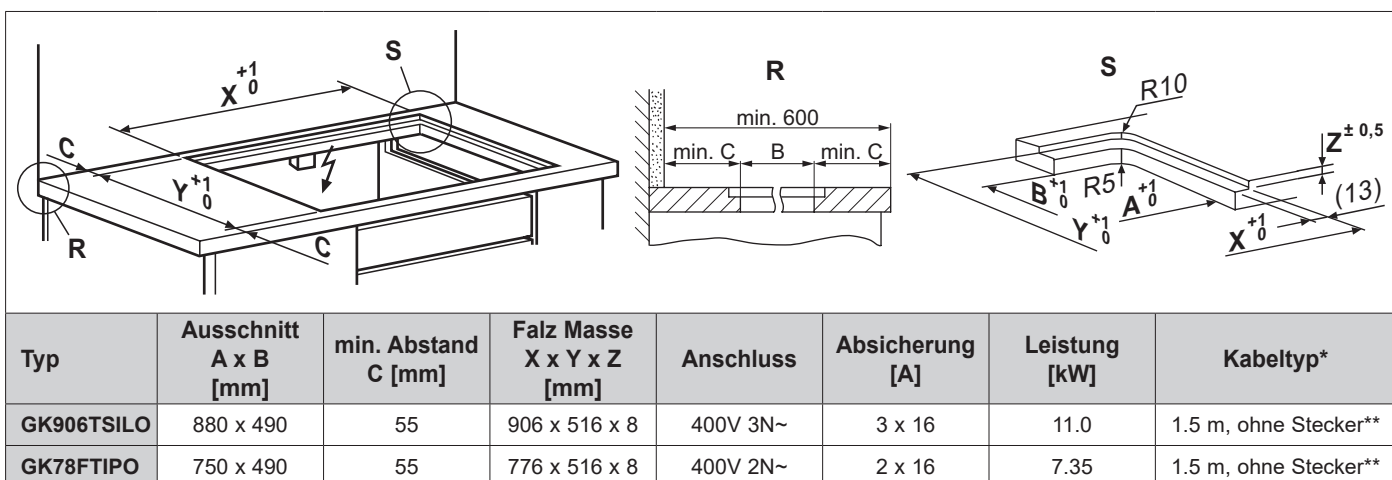 X +1 0
S
C
Y +1 0
C
R
R
min. 600
min. C B min. C
S
R10
Z ± 0,5
B +1 0
R5
A +1 0
(13)
Y +1 0
X +1 0
Typ
Ausschnitt
A x B
[mm]
min. Abstand
C [mm]
Falz Masse
X x Y x Z
[mm]
Anschluss
Absicherung
[A]
Leistung
[kW]
Kabeltyp*
GK906TSILO 880 x 490 55 906 x 516 x 8 400V 3N~ 3 x 16 11.0 1.5 m, ohne Stecker**
GK78FTIPO 750 x 490 55 776 x 516 x 8 400V 2N~ 2 x 16 7.35 1.5 m, ohne Stecker**